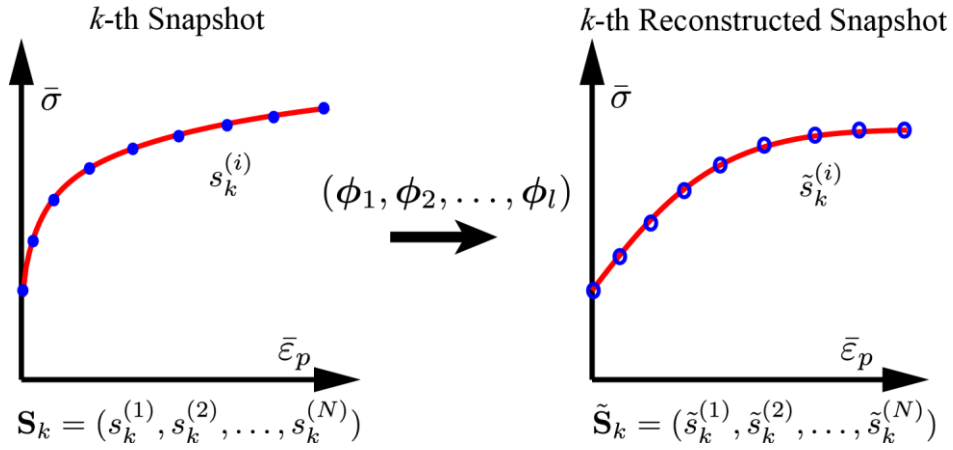 k-th Snapshot
σ̄
s_k^{(i)}
ε̄_p
S_k = (s_k^{(1)}, s_k^{(2)}, . . . , s_k^{(N)})
(ϕ_1, ϕ_2, . . . , ϕ_l)
k-th Reconstructed Snapshot
σ̄
s̃_k^{(i)}
ε̄_p
S̃_k = (s̃_k^{(1)}, s̃_k^{(2)}, . . . , s̃_k^{(N)})